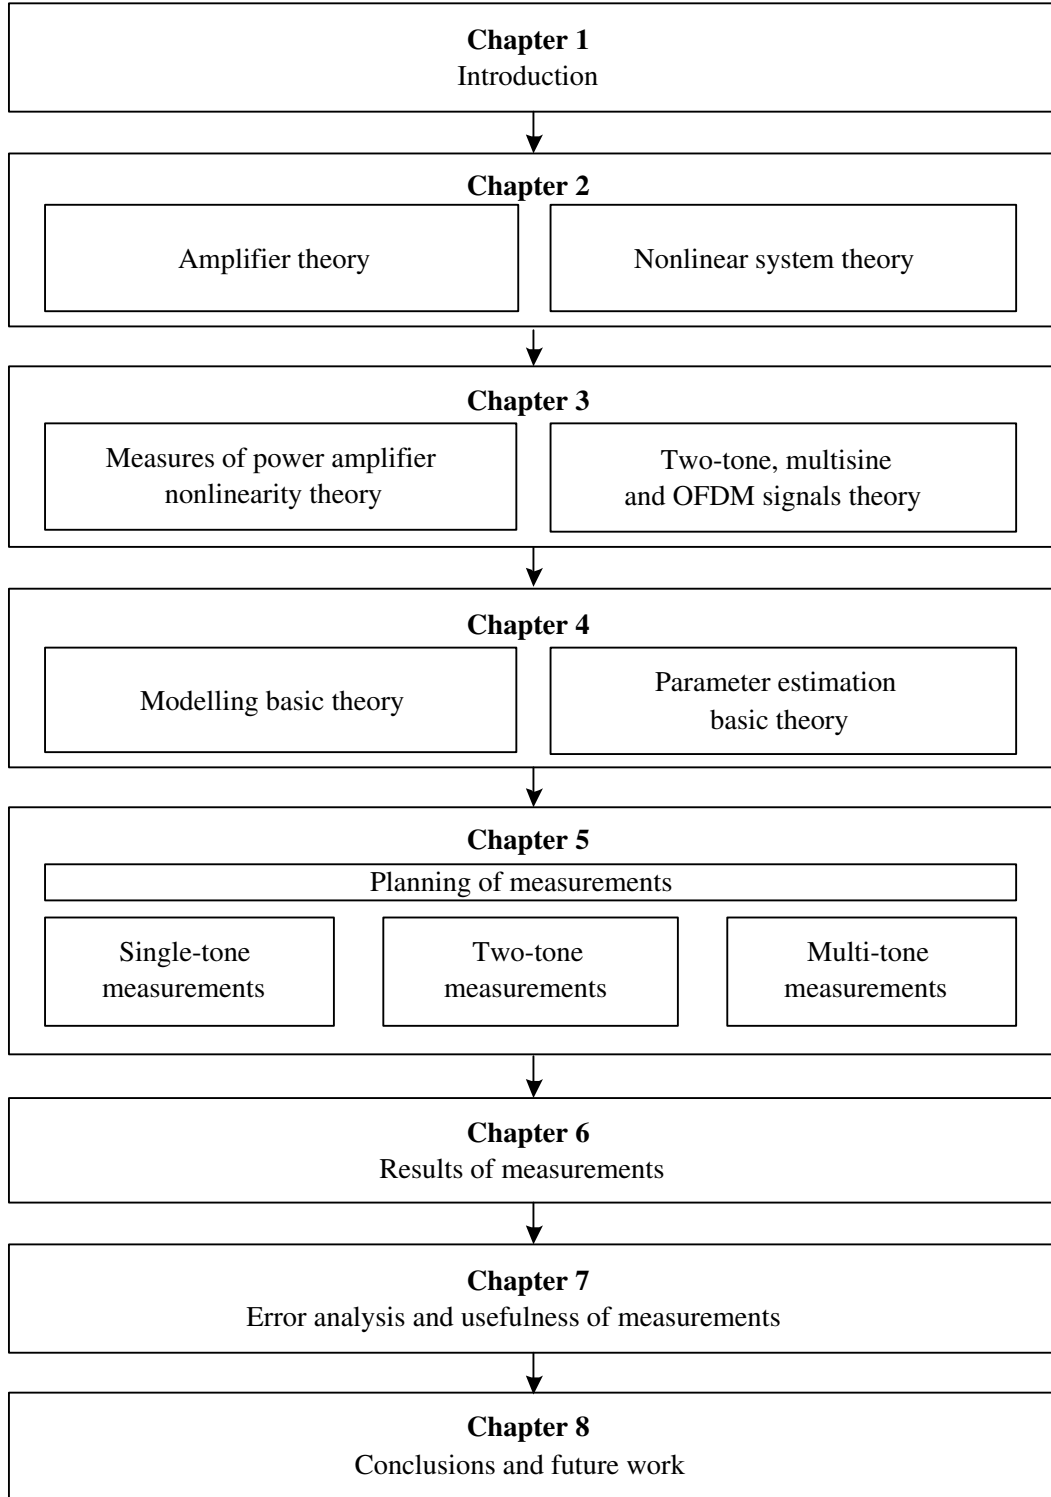 Chapter 1
Introduction
Chapter 2
Amplifier theory
Nonlinear system theory
Chapter 3
Measures of power amplifier
nonlinearity theory
Two-tone, multisine
and OFDM signals theory
Chapter 4
Modelling basic theory
Parameter estimation
basic theory
Chapter 5
Planning of measurements
Single-tone
measurements
Two-tone
measurements
Multi-tone
measurements
Chapter 6
Results of measurements
Chapter 7
Error analysis and usefulness of measurements
Chapter 8
Conclusions and future work